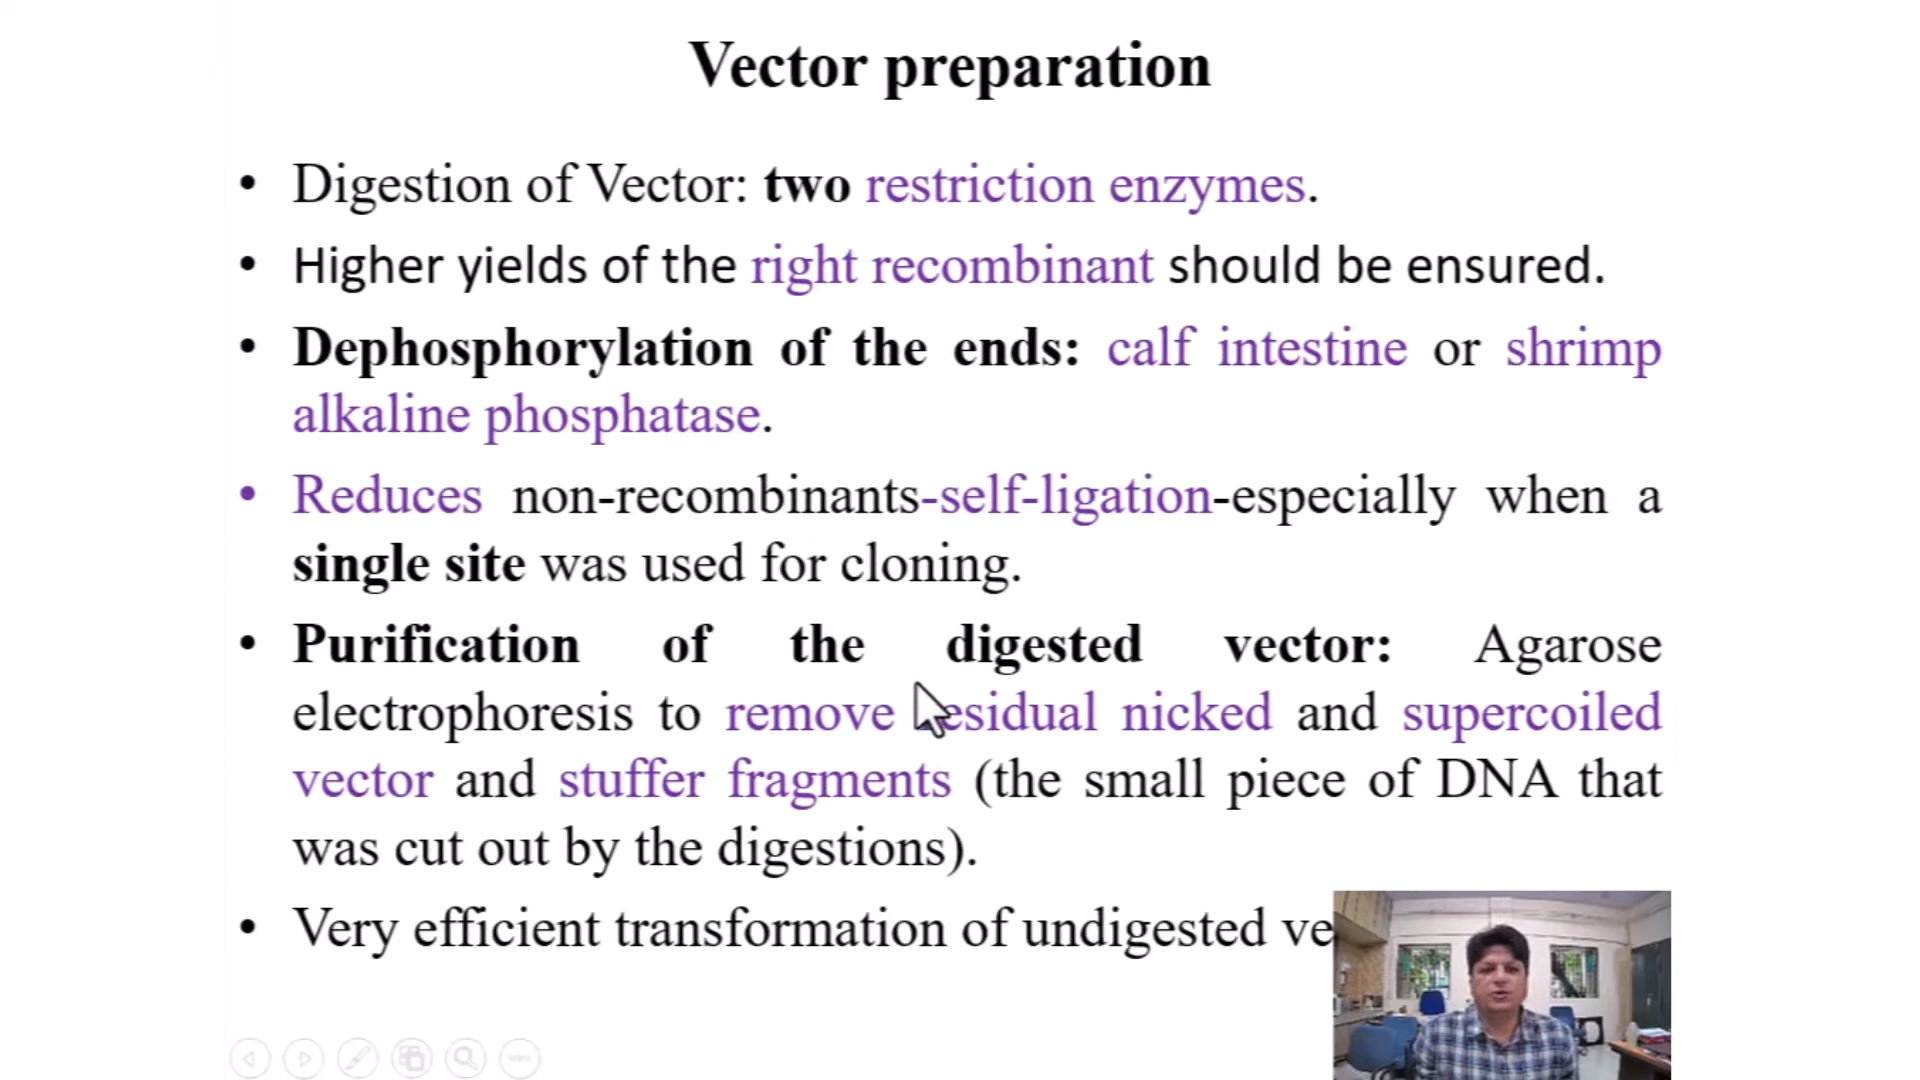 Vector preparation
• Digestion of Vector: two restriction enzymes.
• Higher yields of the right recombinant should be ensured.
• Dephosphorylation of the ends: calf intestine or shrimp
alkaline phosphatase.
• Reduces non-recombinants-self-ligation-especially when a
single site was used for cloning.
• Purification of the digested vector: Agarose
electrophoresis to remove residual nicked and supercoiled
vector and stuffer fragments (the small piece of DNA that
was cut out by the digestions).
• Very efficient transformation of undigested